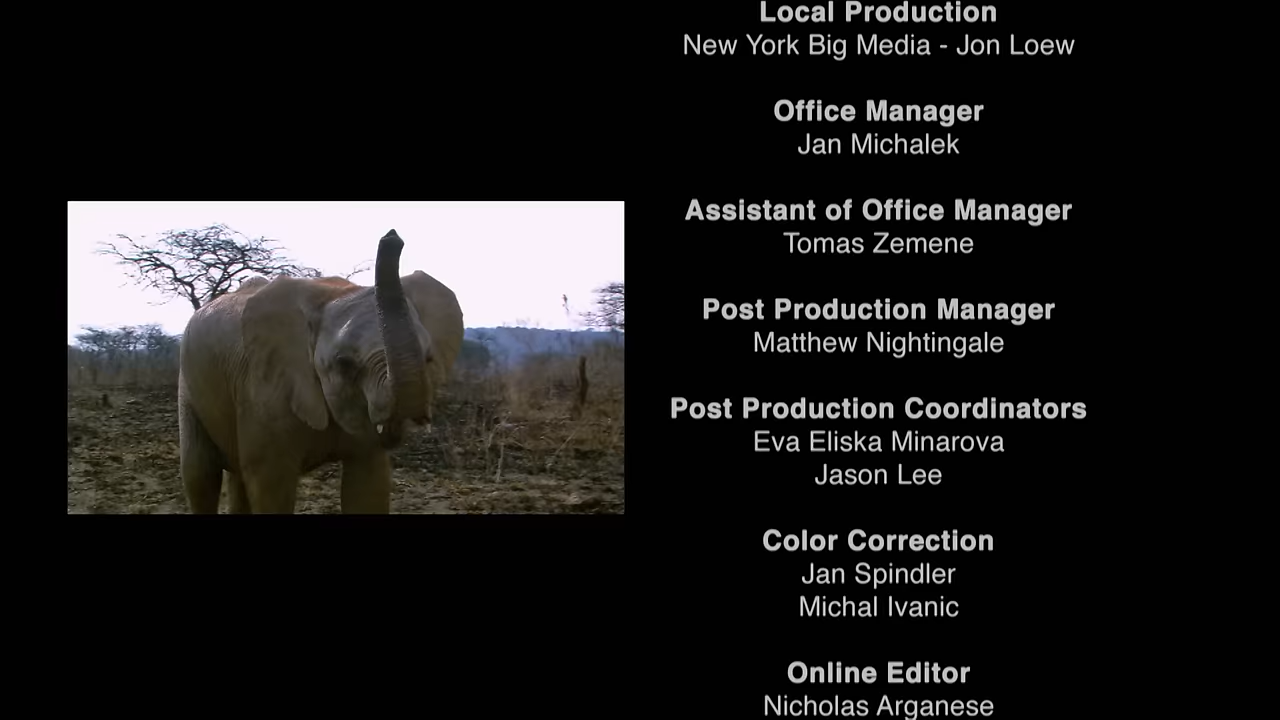 Local Production
New York Big Media - Jon Loew
Office Manager
Jan Michalek
Assistant of Office Manager
Tomas Zemene
Post Production Manager
Matthew Nightingale
Post Production Coordinators
Eva Eliska Minarova
Jason Lee
Color Correction
Jan Spindler
Michal Ivanic
Online Editor
Nicholas Arganese